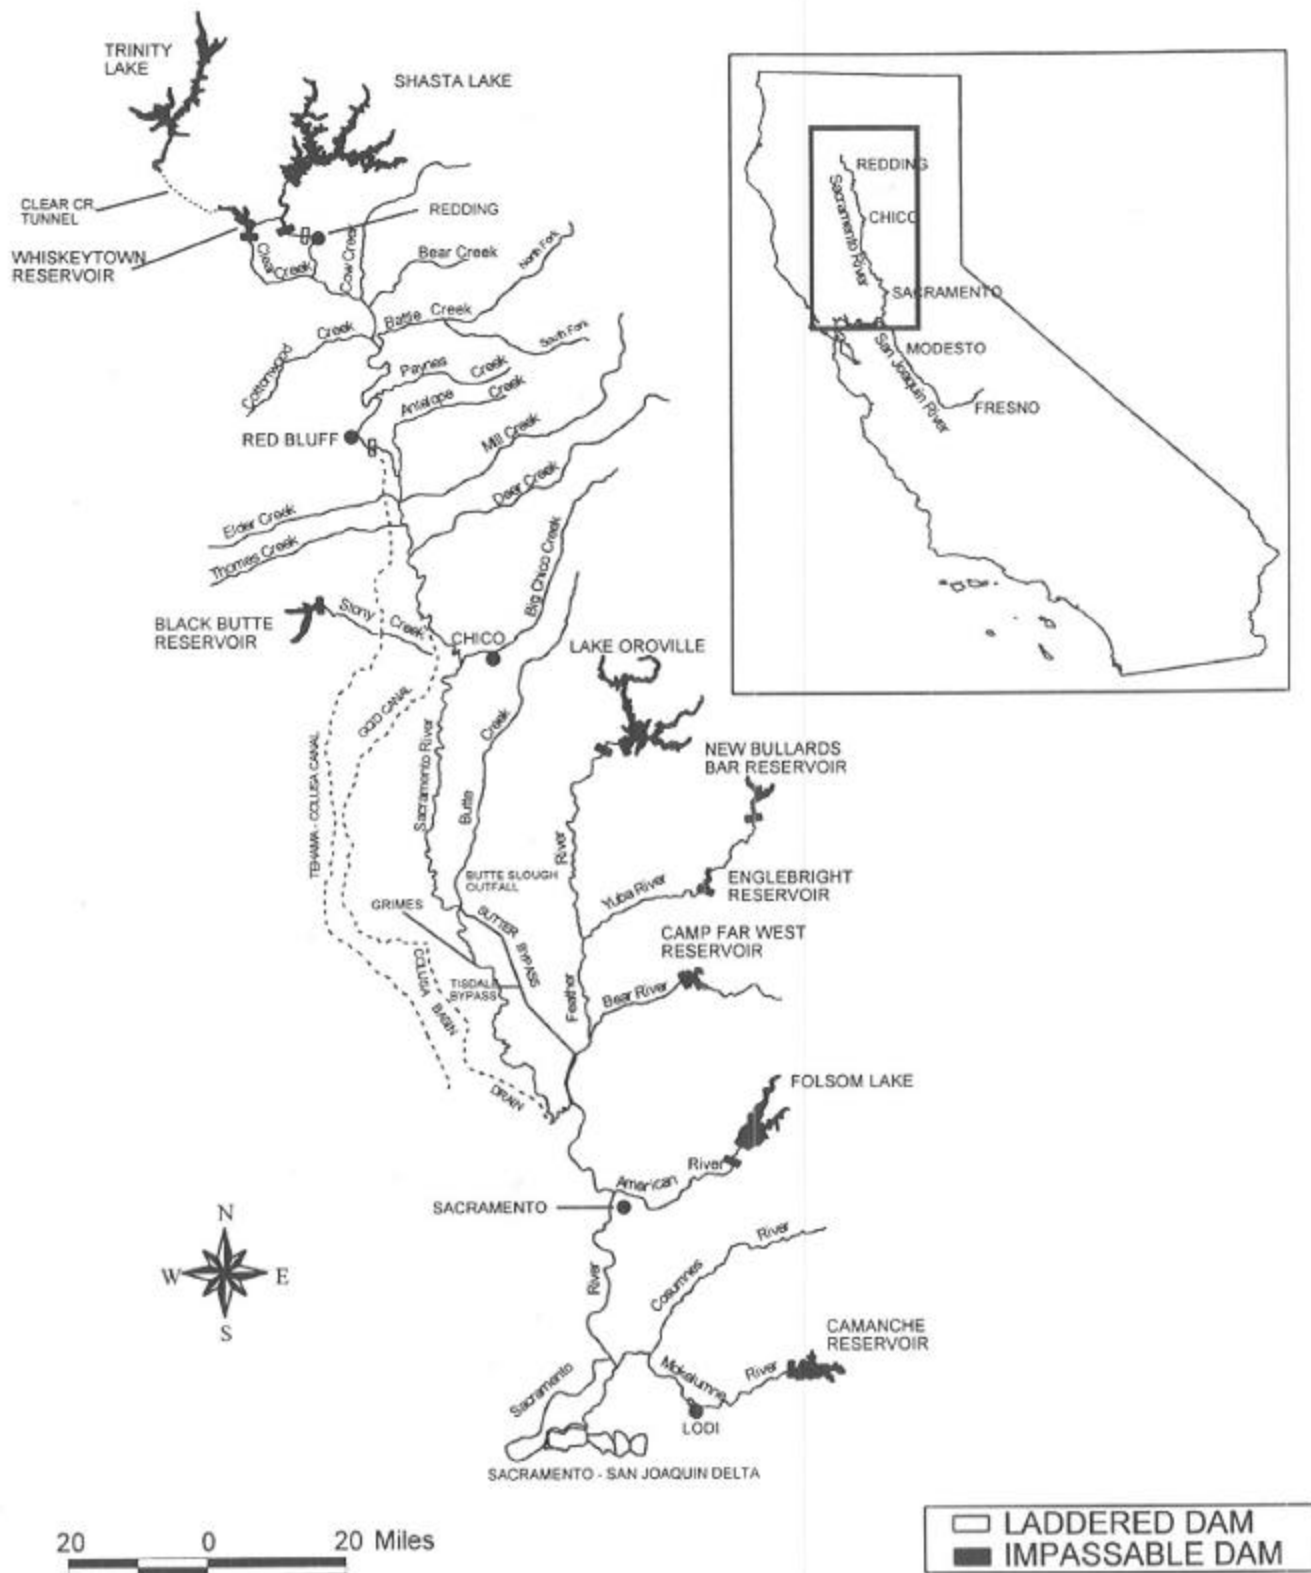 TRINITY
LAKE
SHASTA LAKE
CLEAR CR.
TUNNEL
REDDING
WHISKEYTOWN
RESERVOIR
Clear
Creek
Cow Creek
Bear Creek
North Fork
Battle Creek
South Fork
Cottonwood
Creek
Paynes
Creek
Antelope
Creek
RED BLUFF
Mill Creek
Deer Creek
Elder Creek
Thomes Creek
Big Chico Creek
BLACK BUTTE
RESERVOIR
Stony
Creek
CHICO
LAKE OROVILLE
GCID CANAL
TEHAMA - COLUSA CANAL
Sacramento River
Butte
Creek
NEW BULLARDS
BAR RESERVOIR
River
Feather
BUTTE SLOUGH
OUTFALL
Yuba River
ENGLEBRIGHT
RESERVOIR
GRIMES
SUTTER
BYPASS
CAMP FAR WEST
RESERVOIR
COLUSA
BASIN
DRAIN
TISDALE
BYPASS
Bear River
FOLSOM LAKE
American
River
SACRAMENTO
River
Cosumnes
River
CAMANCHE
RESERVOIR
Sacramento
Mokelumne
River
LODI
SACRAMENTO - SAN JOAQUIN DELTA
N
W
E
S
20 0 20 Miles
REDDING
Sacramento River
CHICO
SACRAMENTO
MODESTO
San Joaquin River
FRESNO
LADDERED DAM
IMPASSABLE DAM